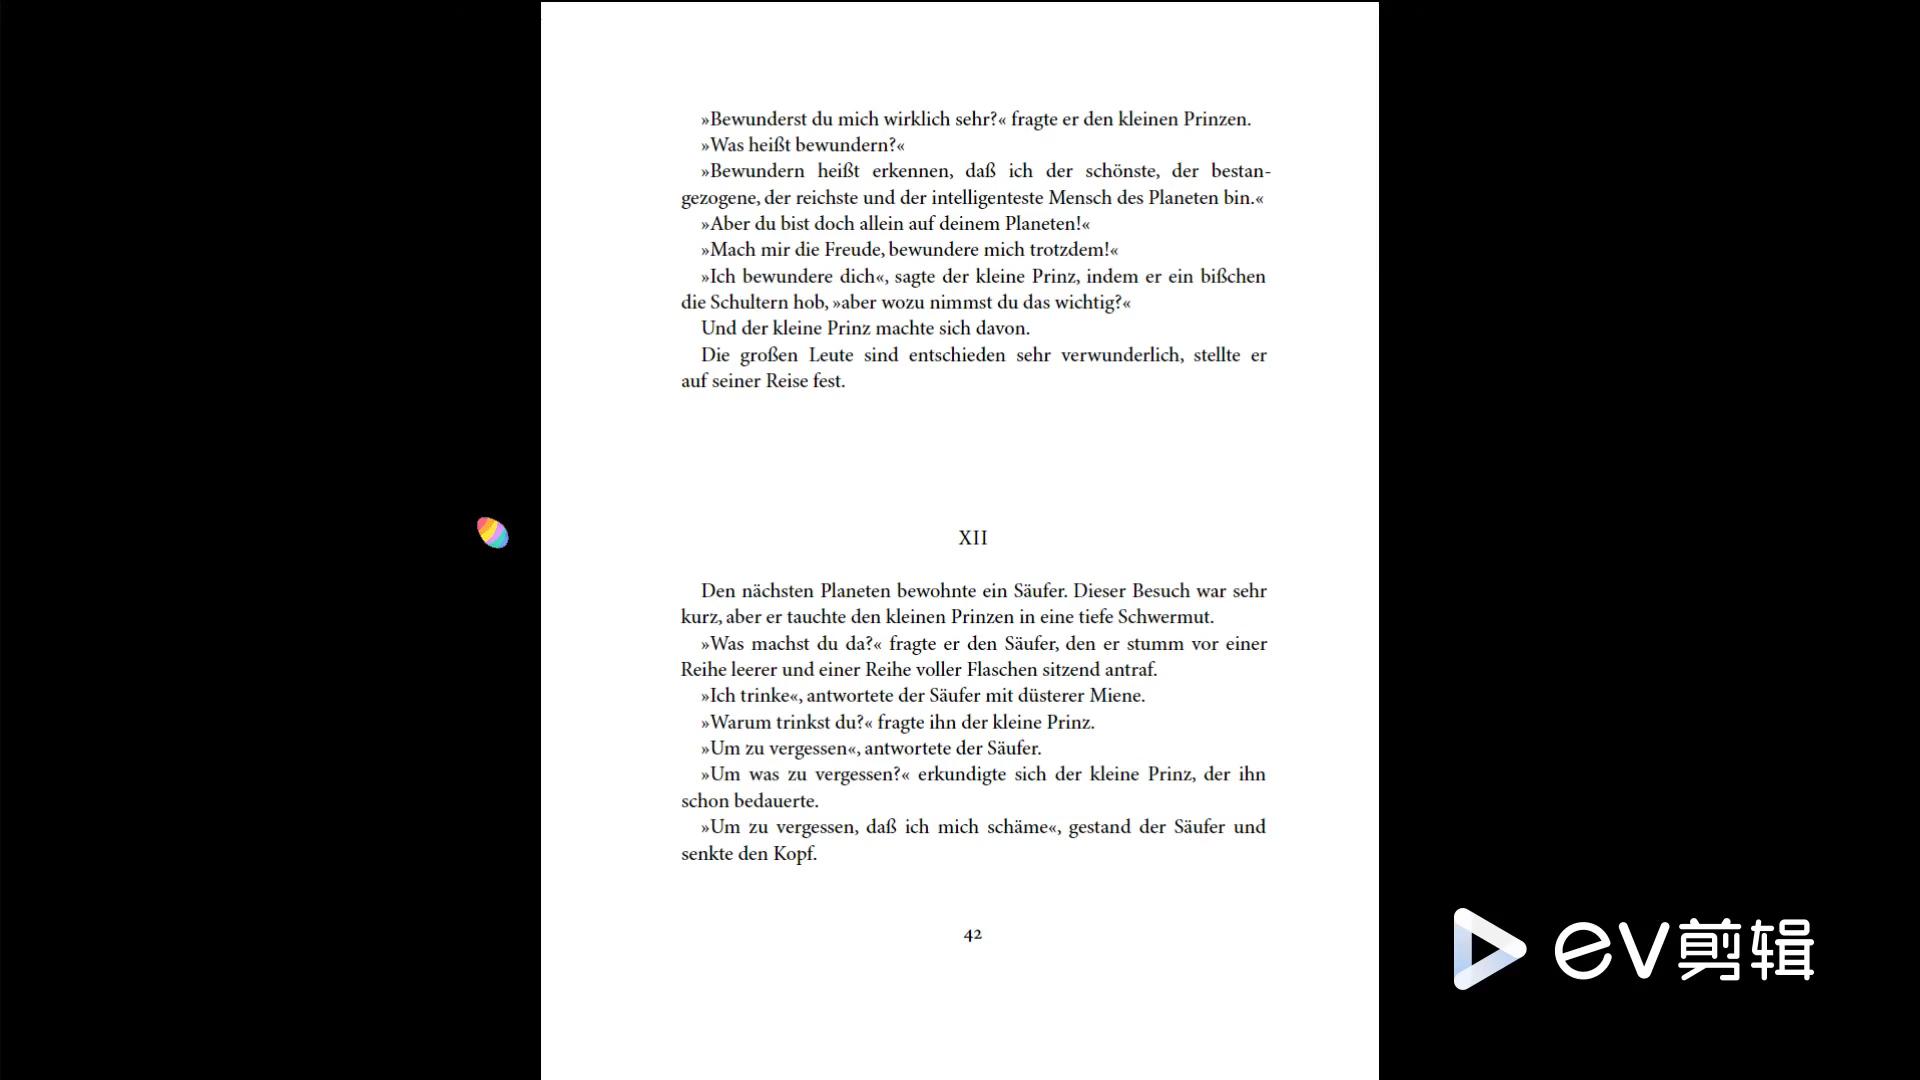 »Bewunderst du mich wirklich sehr?« fragte er den kleinen Prinzen.
»Was heißt bewundern?«
»Bewundern heißt erkennen, daß ich der schönste, der bestan-
gezogene, der reichste und der intelligenteste Mensch des Planeten bin.«
»Aber du bist doch allein auf deinem Planeten!«
»Mach mir die Freude, bewundere mich trotzdem!«
»Ich bewundere dich«, sagte der kleine Prinz, indem er ein bißchen
die Schultern hob, »aber wozu nimmst du das wichtig?«
Und der kleine Prinz machte sich davon.
Die großen Leute sind entschieden sehr verwunderlich, stellte er
auf seiner Reise fest.
XII
Den nächsten Planeten bewohnte ein Säufer. Dieser Besuch war sehr
kurz, aber er tauchte den kleinen Prinzen in eine tiefe Schwermut.
»Was machst du da?« fragte er den Säufer, den er stumm vor einer
Reihe leerer und einer Reihe voller Flaschen sitzend antraf.
»Ich trinke«, antwortete der Säufer mit düsterer Miene.
»Warum trinkst du?« fragte ihn der kleine Prinz.
»Um zu vergessen«, antwortete der Säufer.
»Um was zu vergessen?« erkundigte sich der kleine Prinz, der ihn
schon bedauerte.
»Um zu vergessen, daß ich mich schäme«, gestand der Säufer und
senkte den Kopf.
42
eV剪辑